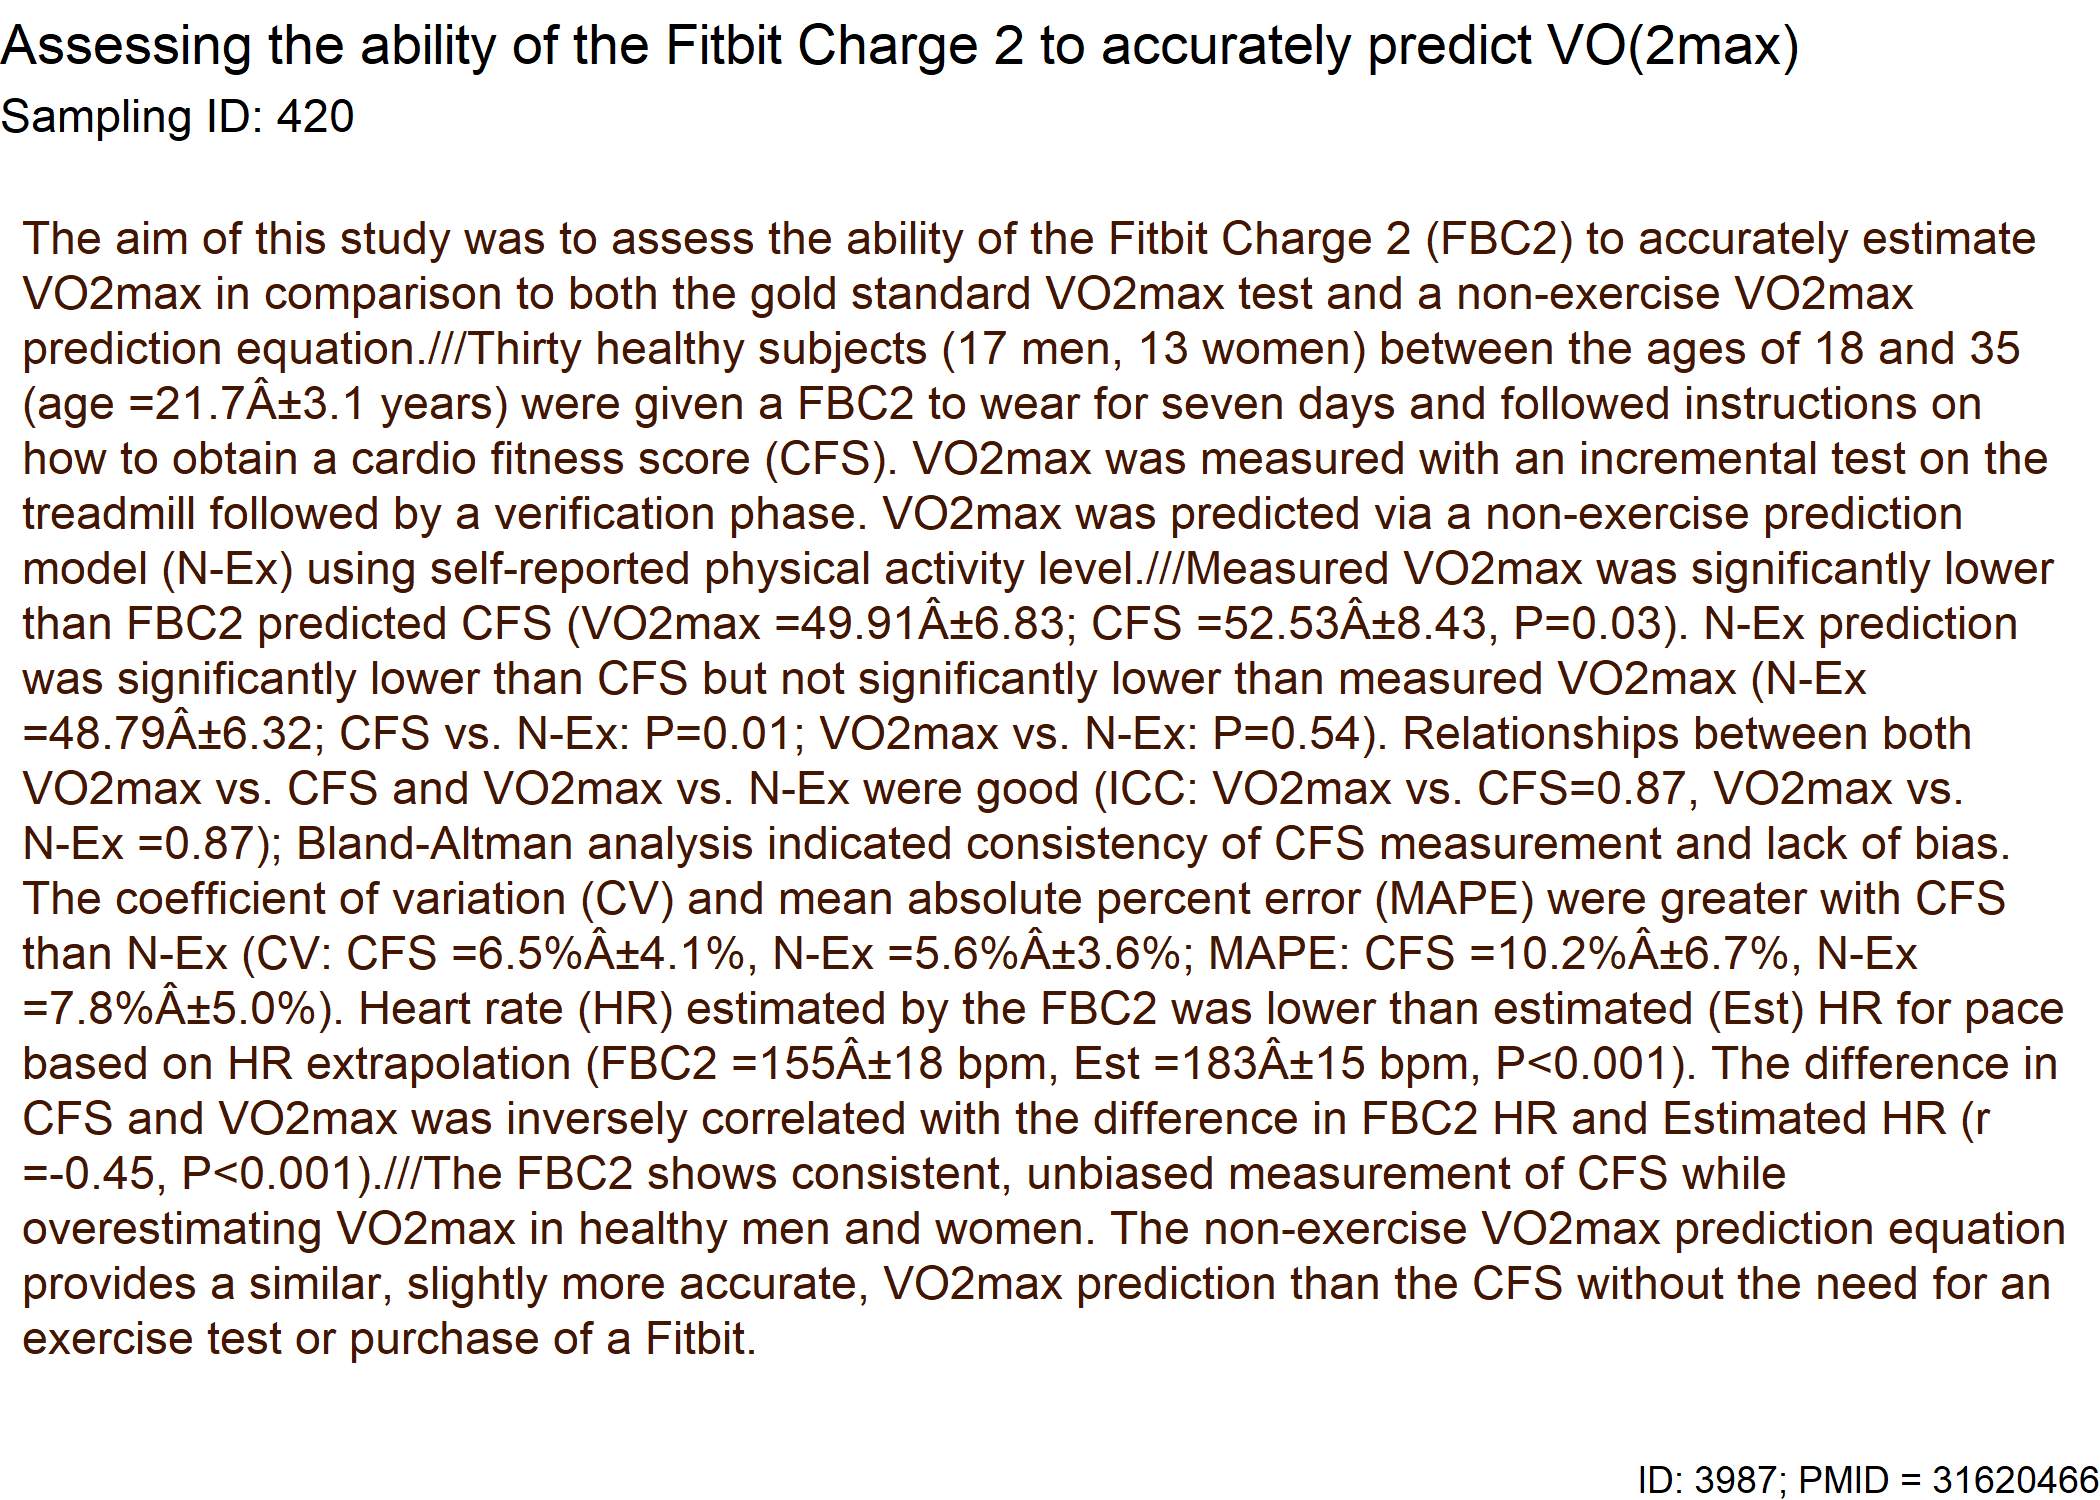 Assessing the ability of the Fitbit Charge 2 to accurately predict VO(2max)
Sampling ID: 420
The aim of this study was to assess the ability of the Fitbit Charge 2 (FBC2) to accurately estimate
VO2max in comparison to both the gold standard VO2max test and a non-exercise VO2max
prediction equation.///Thirty healthy subjects (17 men, 13 women) between the ages of 18 and 35
(age =21.7Â±3.1 years) were given a FBC2 to wear for seven days and followed instructions on
how to obtain a cardio fitness score (CFS). VO2max was measured with an incremental test on the
treadmill followed by a verification phase. VO2max was predicted via a non-exercise prediction
model (N-Ex) using self-reported physical activity level.///Measured VO2max was significantly lower
than FBC2 predicted CFS (VO2max =49.91Â±6.83; CFS =52.53Â±8.43, P=0.03). N-Ex prediction
was significantly lower than CFS but not significantly lower than measured VO2max (N-Ex
=48.79Â±6.32; CFS vs. N-Ex: P=0.01; VO2max vs. N-Ex: P=0.54). Relationships between both
VO2max vs. CFS and VO2max vs. N-Ex were good (ICC: VO2max vs. CFS=0.87, VO2max vs.
N-Ex =0.87); Bland-Altman analysis indicated consistency of CFS measurement and lack of bias.
The coefficient of variation (CV) and mean absolute percent error (MAPE) were greater with CFS
than N-Ex (CV: CFS =6.5%Â±4.1%, N-Ex =5.6%Â±3.6%; MAPE: CFS =10.2%Â±6.7%, N-Ex
=7.8%Â±5.0%). Heart rate (HR) estimated by the FBC2 was lower than estimated (Est) HR for pace
based on HR extrapolation (FBC2 =155Â±18 bpm, Est =183Â±15 bpm, P<0.001). The difference in
CFS and VO2max was inversely correlated with the difference in FBC2 HR and Estimated HR (r
=-0.45, P<0.001).///The FBC2 shows consistent, unbiased measurement of CFS while
overestimating VO2max in healthy men and women. The non-exercise VO2max prediction equation
provides a similar, slightly more accurate, VO2max prediction than the CFS without the need for an
exercise test or purchase of a Fitbit.
ID: 3987; PMID = 31620466